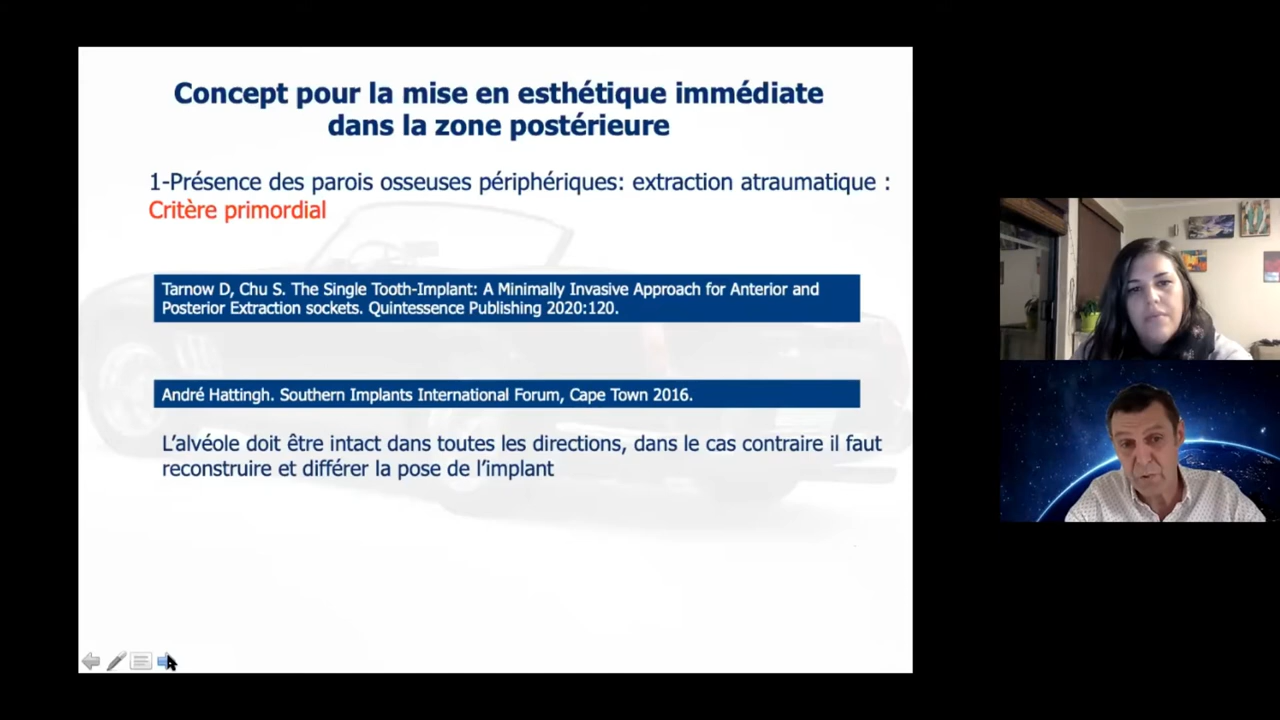 Concept pour la mise en esthétique immédiate
dans la zone postérieure
1-Présence des parois osseuses périphériques: extraction atraumatique :
Critère primordial
Tarnow D, Chu S. The Single Tooth-Implant: A Minimally Invasive Approach for Anterior and
Posterior Extraction sockets. Quintessence Publishing 2020:120.
André Hattingh. Southern Implants International Forum, Cape Town 2016.
L'alvéole doit être intact dans toutes les directions, dans le cas contraire il faut
reconstruire et différer la pose de l'implant